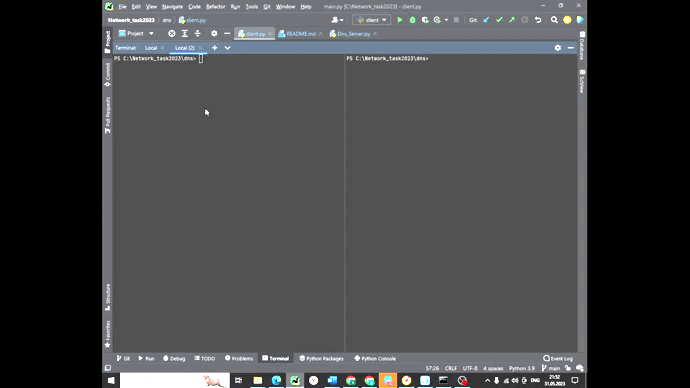 File Edit View Navigate Code Refactor Run Tools Git Window Help main.py [C:\Network_task2023] - client.py
Network_task2023 dns client.py client Git:
Project client.py README.md Dns_Server.py
Terminal Local Local (2)
PS C:\Network_task2023\dns> PS C:\Network_task2023\dns>
Project
Commit
Pull Requests
Structure
Favorites
Database
SciView
Git Run Debug TODO Problems Terminal Python Packages Python Console Event Log
57:26 CRLF UTF-8 4 spaces Python 3.9 main
21:52
31.05.2023